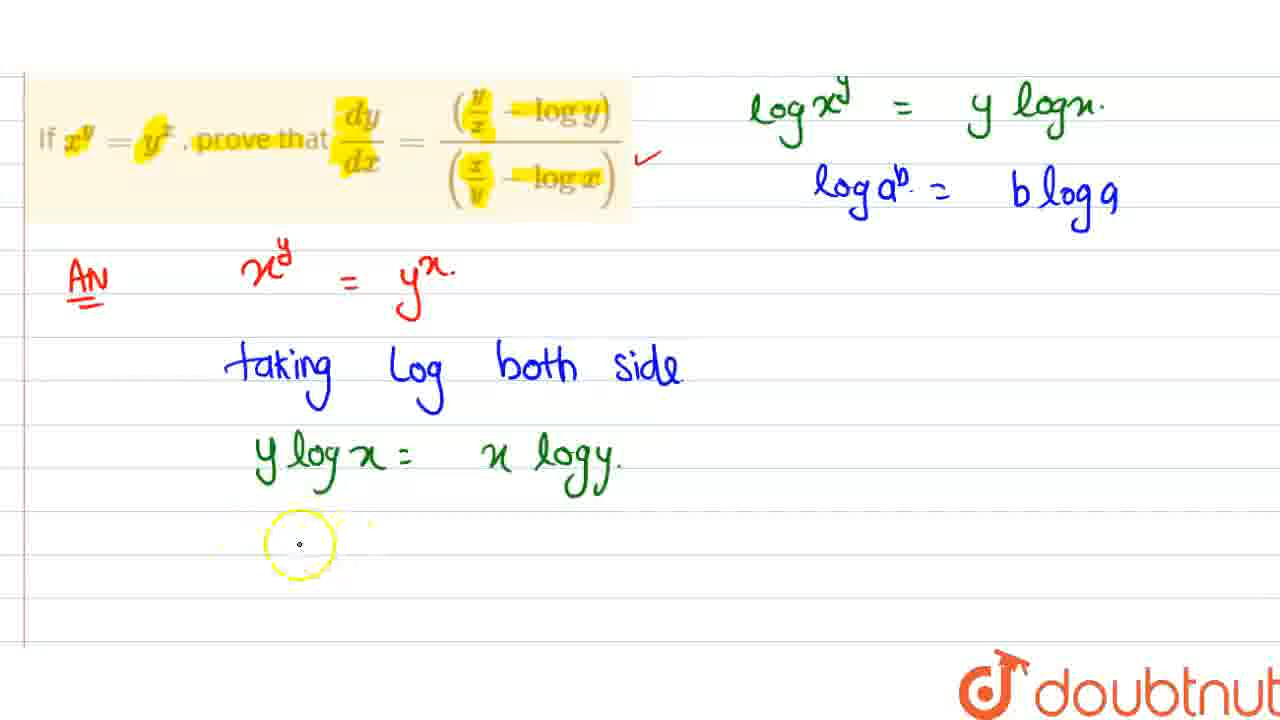 If x^y = y^x , prove that dy/dx = (y/x − log y) / (x/y − log x)
log x^y = y log x.
log a^b. = b log a
AN x^y = y^x.
taking log both side
y log x = x log y.
doubtnut